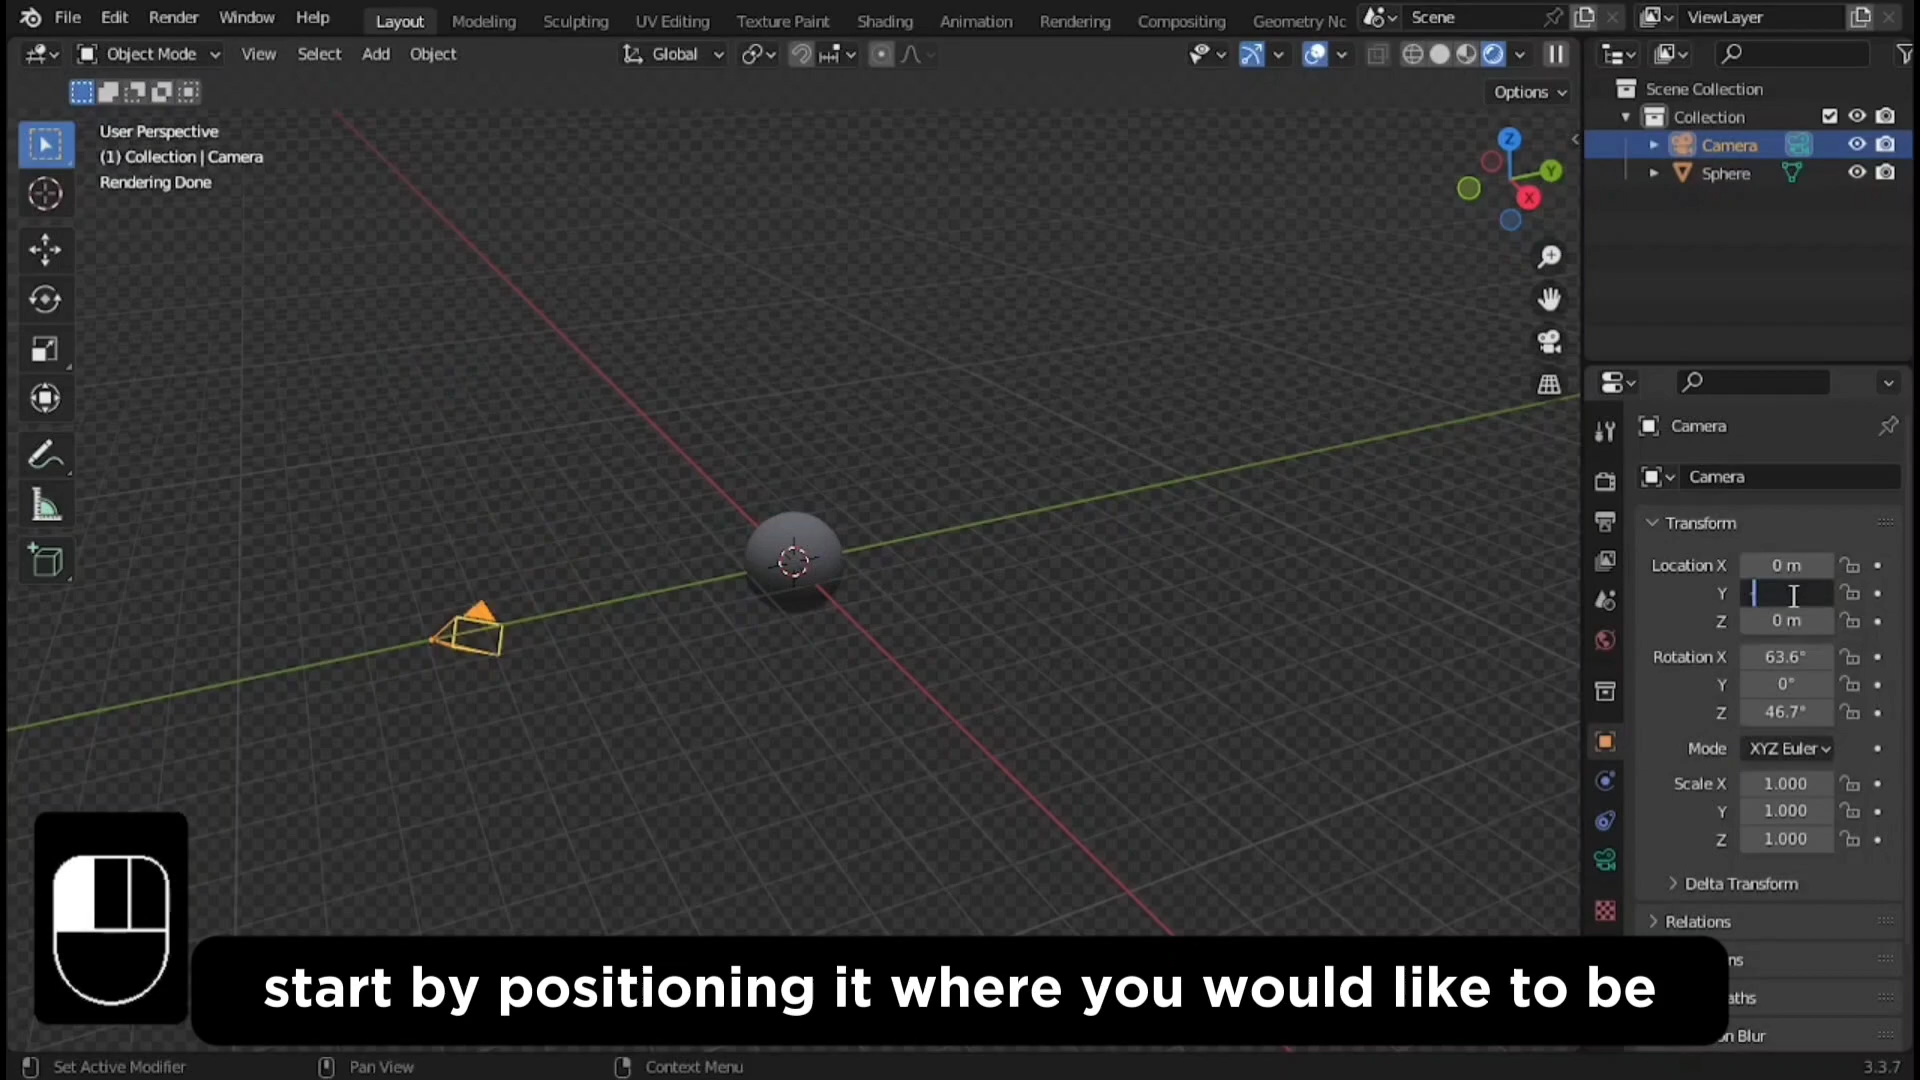 File Edit Render Window Help Layout Modeling Sculpting UV Editing Texture Paint Shading Animation Rendering Compositing Geometry Nc Scene ViewLayer
Object Mode View Select Add Object Global
Options
User Perspective
(1) Collection | Camera
Rendering Done
Z
Y
X
Scene Collection
Collection
Camera
Sphere
Camera
Camera
Transform
Location X 0 m
Y
Z 0 m
Rotation X 63.6°
Y 0°
Z 46.7°
Mode XYZ Euler
Scale X 1.000
Y 1.000
Z 1.000
Delta Transform
Relations
ns
aths
on Blur
start by positioning it where you would like to be
Set Active Modifier Pan View Context Menu 3.3.7